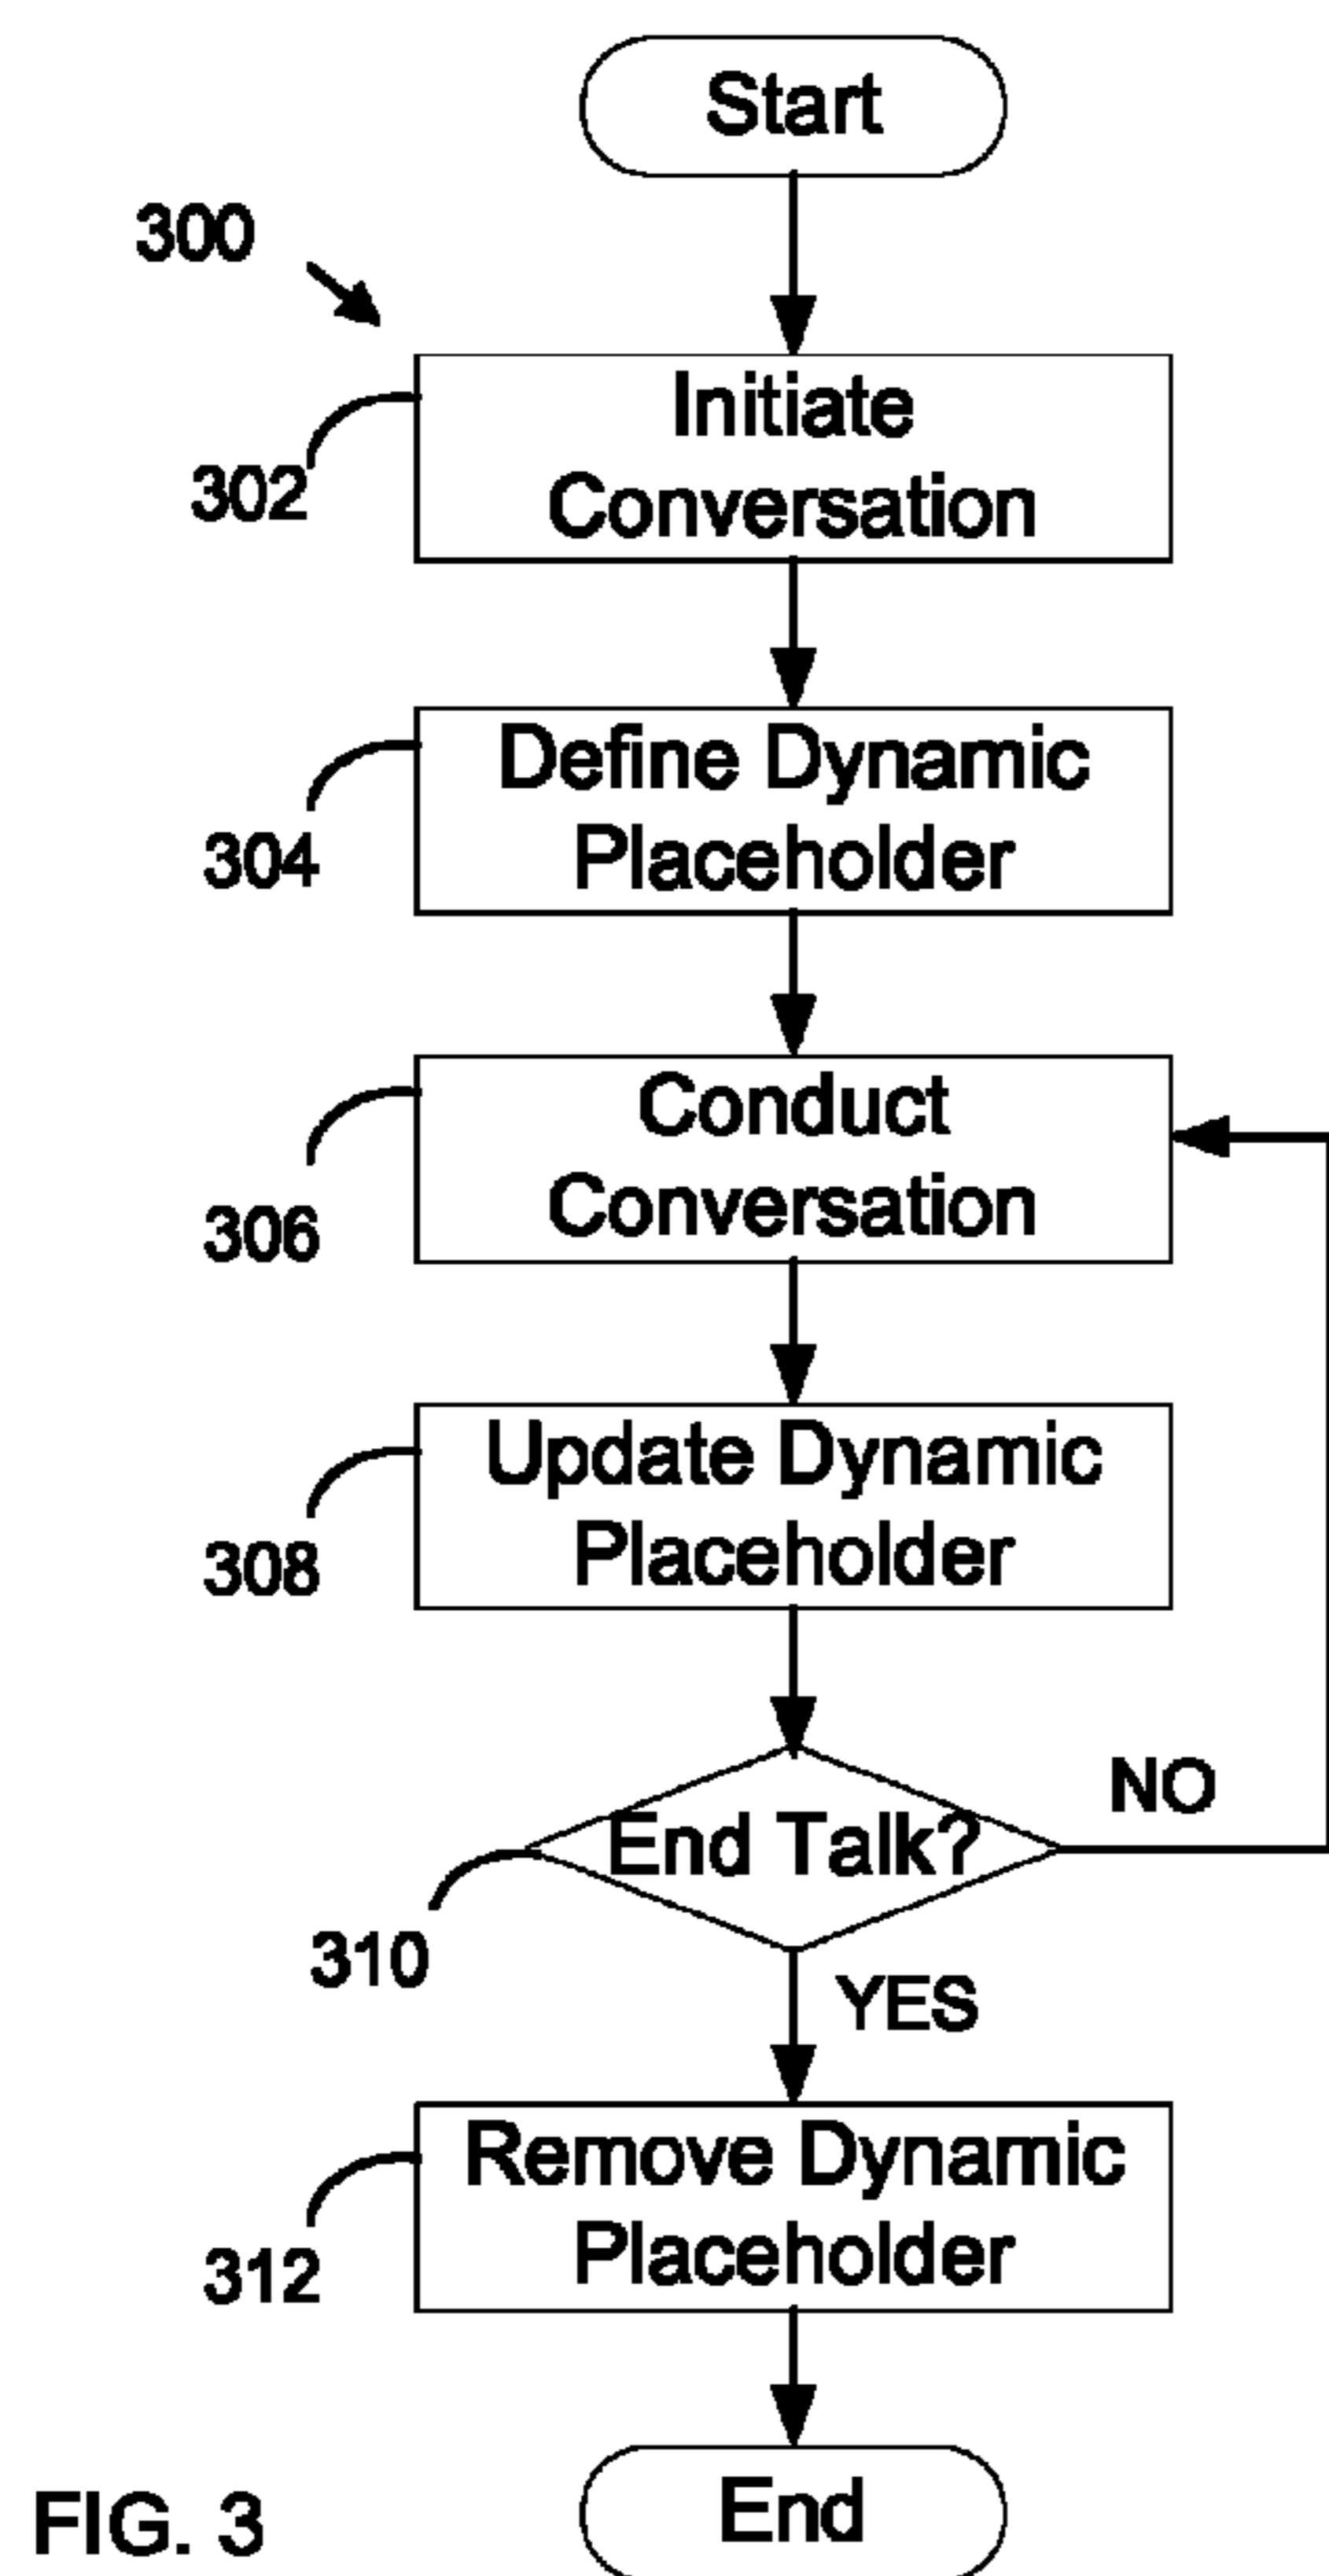 Start
300
Initiate
Conversation
302
Define Dynamic
Placeholder
304
Conduct
Conversation
306
Update Dynamic
Placeholder
308
End Talk?
NO
310
YES
Remove Dynamic
Placeholder
312
End
FIG. 3